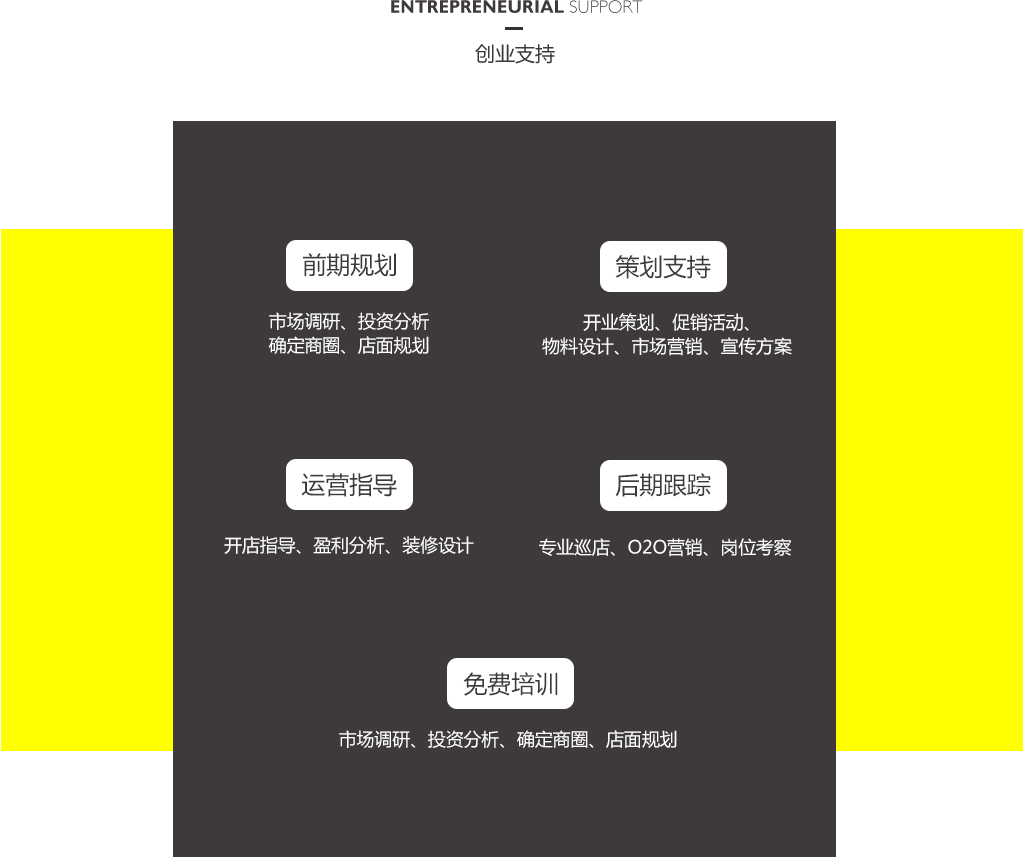 ENTREPRENEURIAL SUPPORT
创业支持
前期规划
市场调研、投资分析
确定商圈、店面规划
策划支持
开业策划、促销活动、
物料设计、市场营销、宣传方案
运营指导
开店指导、盈利分析、装修设计
后期跟踪
专业巡店、O2O营销、岗位考察
免费培训
市场调研、投资分析、确定商圈、店面规划